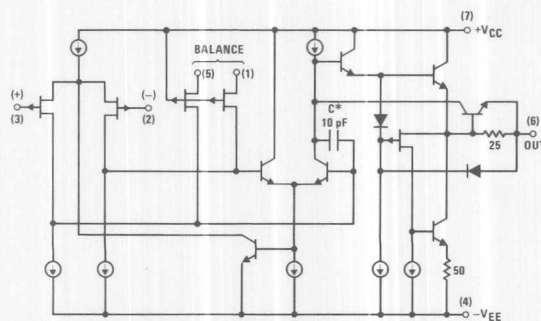 (7)
+VCC
BALANCE
(5) (1)
(+)
(3)
(−)
(2)
C*
10 pF
(6)
OUT
25
50
(4)
−VEE